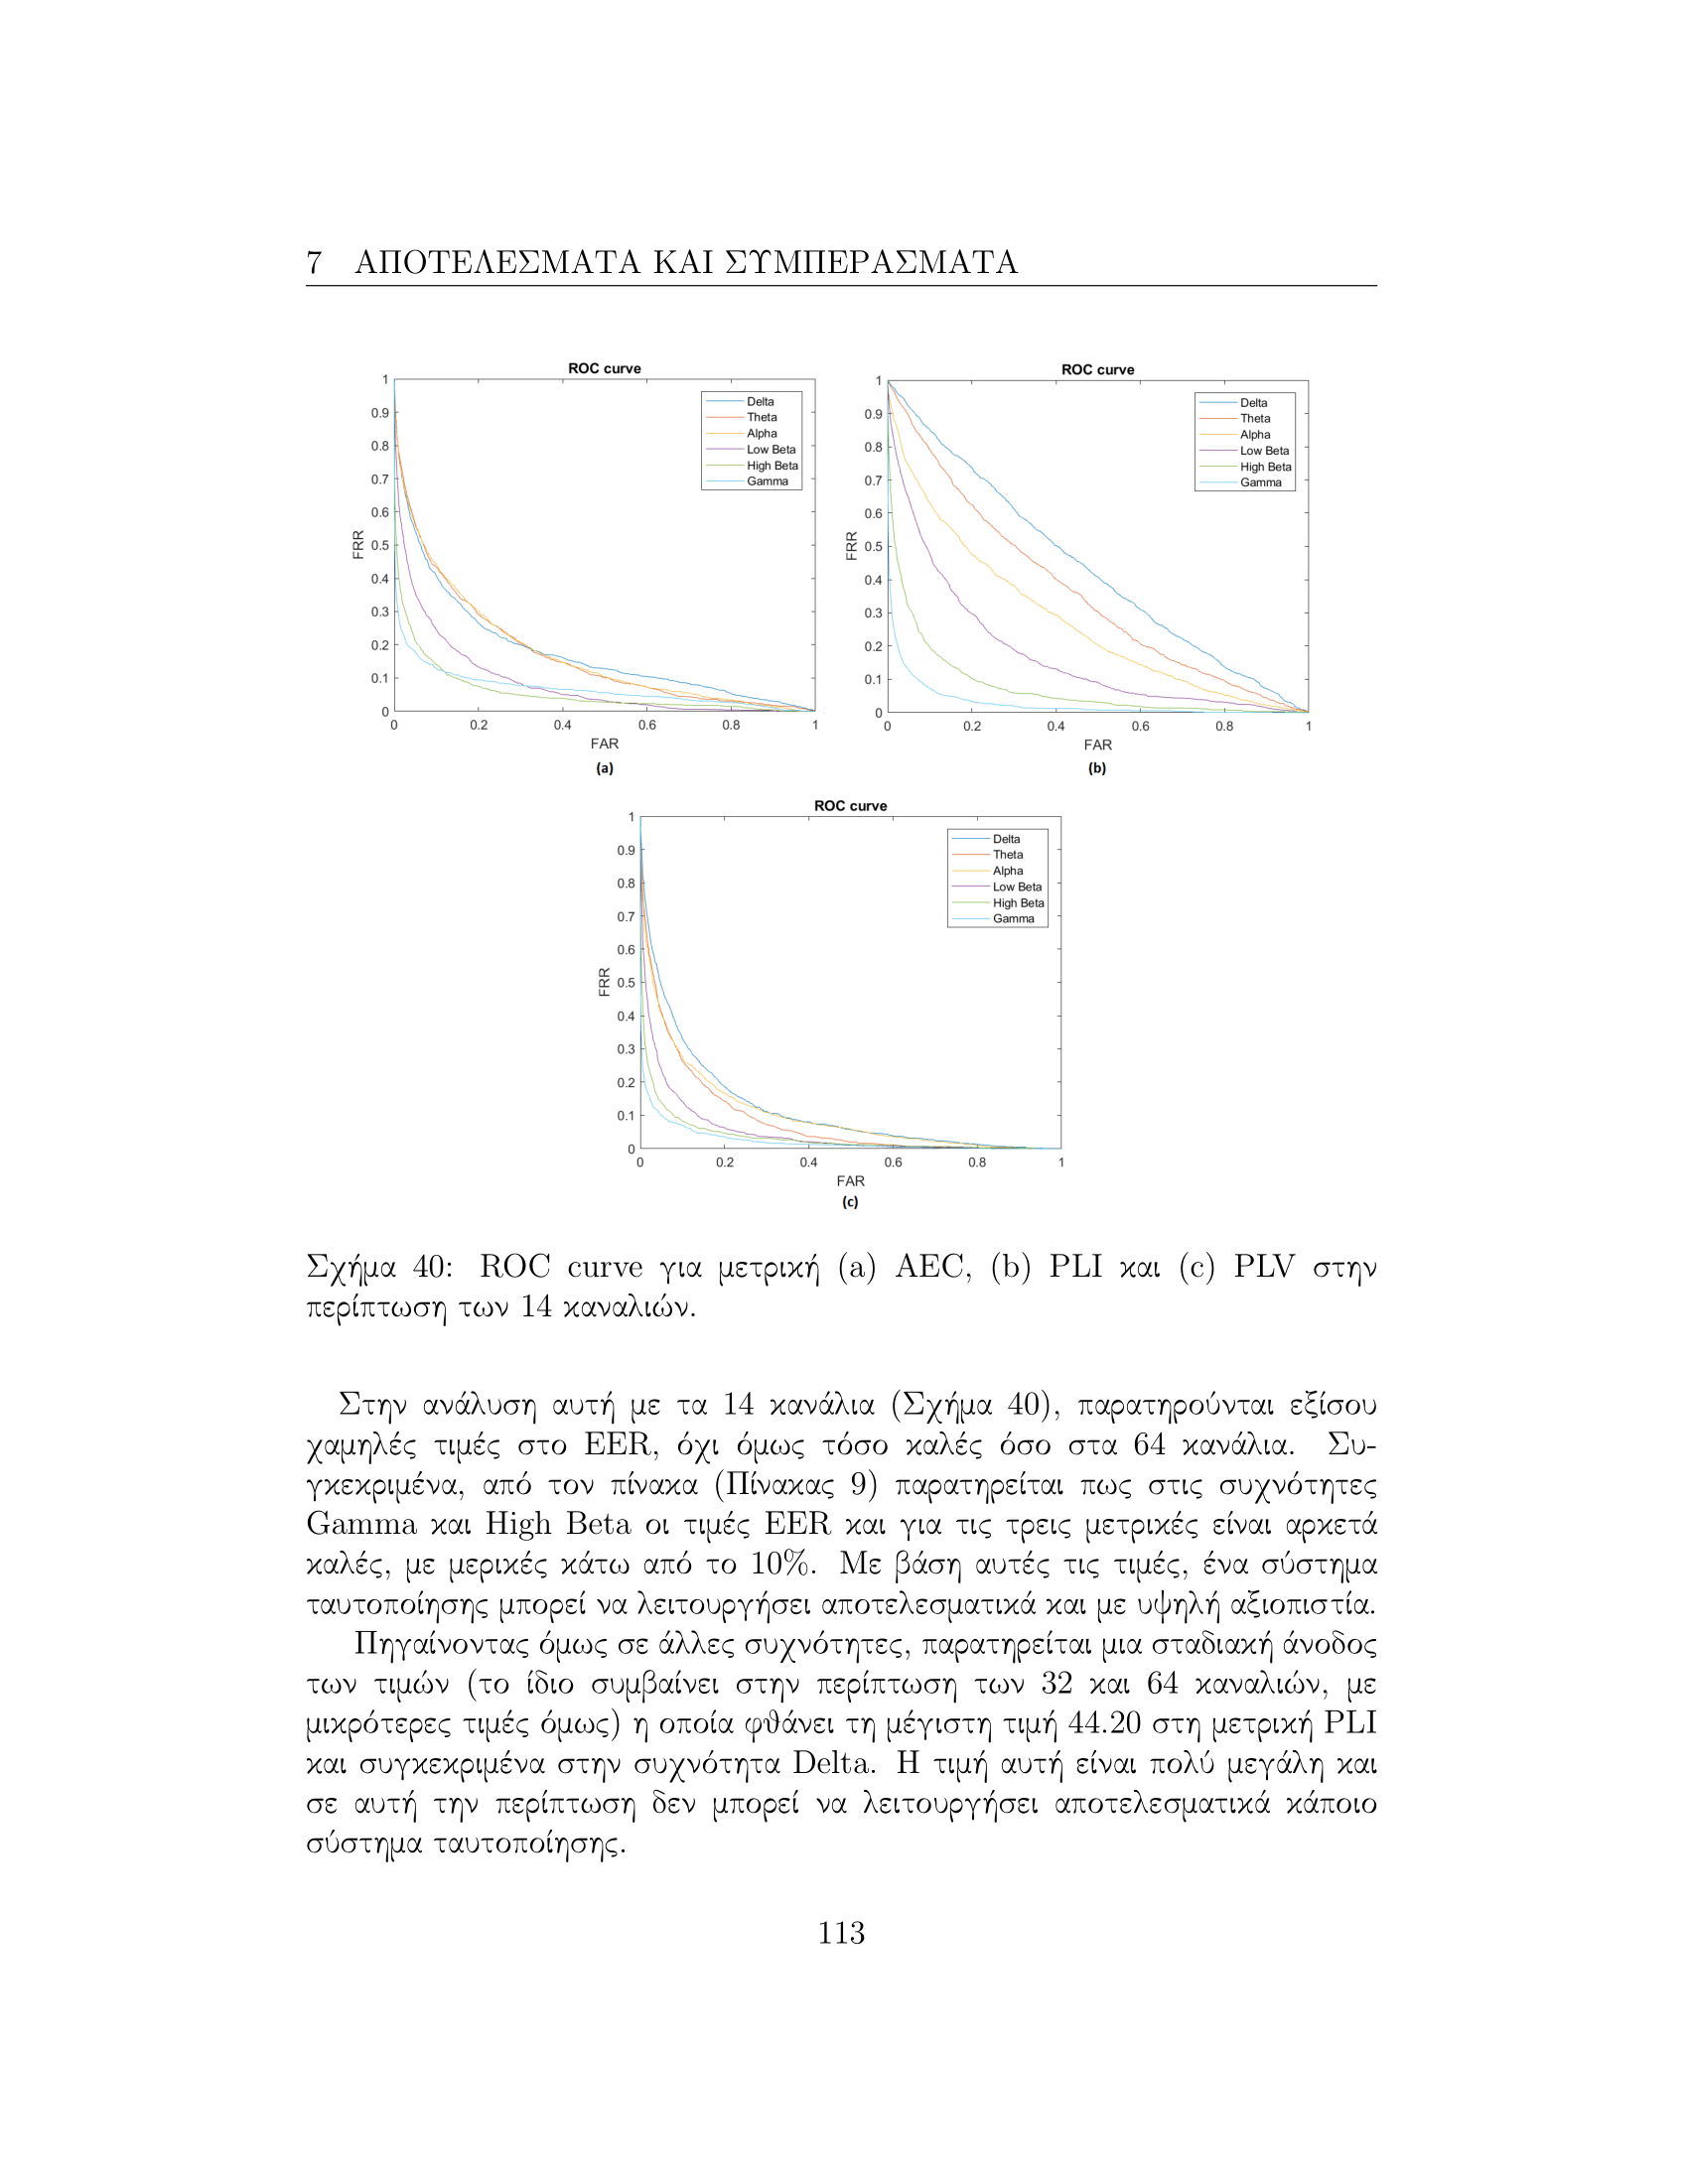 7 ΑΠΟΤΕΛΕΣΜΑΤΑ ΚΑΙ ΣΥΜΠΕΡΑΣΜΑΤΑ
ROC curve
1
0.9
0.8
0.7
0.6
0.5
0.4
0.3
0.2
0.1
0
FRR
Delta
Theta
Alpha
Low Beta
High Beta
Gamma
0 0.2 0.4 0.6 0.8 1
FAR
(a)
ROC curve
1
0.9
0.8
0.7
0.6
0.5
0.4
0.3
0.2
0.1
0
FRR
Delta
Theta
Alpha
Low Beta
High Beta
Gamma
0 0.2 0.4 0.6 0.8 1
FAR
(b)
ROC curve
1
0.9
0.8
0.7
0.6
0.5
0.4
0.3
0.2
0.1
0
FRR
Delta
Theta
Alpha
Low Beta
High Beta
Gamma
0 0.2 0.4 0.6 0.8 1
FAR
(c)
Σχήμα 40: ROC curve για μετρική (a) AEC, (b) PLI και (c) PLV στην
περίπτωση των 14 καναλιών.
Στην ανάλυση αυτή με τα 14 κανάλια (Σχήμα 40), παρατηρούνται εξίσου
χαμηλές τιμές στο EER, όχι όμως τόσο καλές όσο στα 64 κανάλια. Συ-
γκεκριμένα, από τον πίνακα (Πίνακας 9) παρατηρείται πως στις συχνότητες
Gamma και High Beta οι τιμές EER και για τις τρεις μετρικές είναι αρκετά
καλές, με μερικές κάτω από το 10%. Με βάση αυτές τις τιμές, ένα σύστημα
ταυτοποίησης μπορεί να λειτουργήσει αποτελεσματικά και με υψηλή αξιοπιστία.
Πηγαίνοντας όμως σε άλλες συχνότητες, παρατηρείται μια σταδιακή άνοδος
των τιμών (το ίδιο συμβαίνει στην περίπτωση των 32 και 64 καναλιών, με
μικρότερες τιμές όμως) η οποία φθάνει τη μέγιστη τιμή 44.20 στη μετρική PLI
και συγκεκριμένα στην συχνότητα Delta. Η τιμή αυτή είναι πολύ μεγάλη και
σε αυτή την περίπτωση δεν μπορεί να λειτουργήσει αποτελεσματικά κάποιο
σύστημα ταυτοποίησης.
113